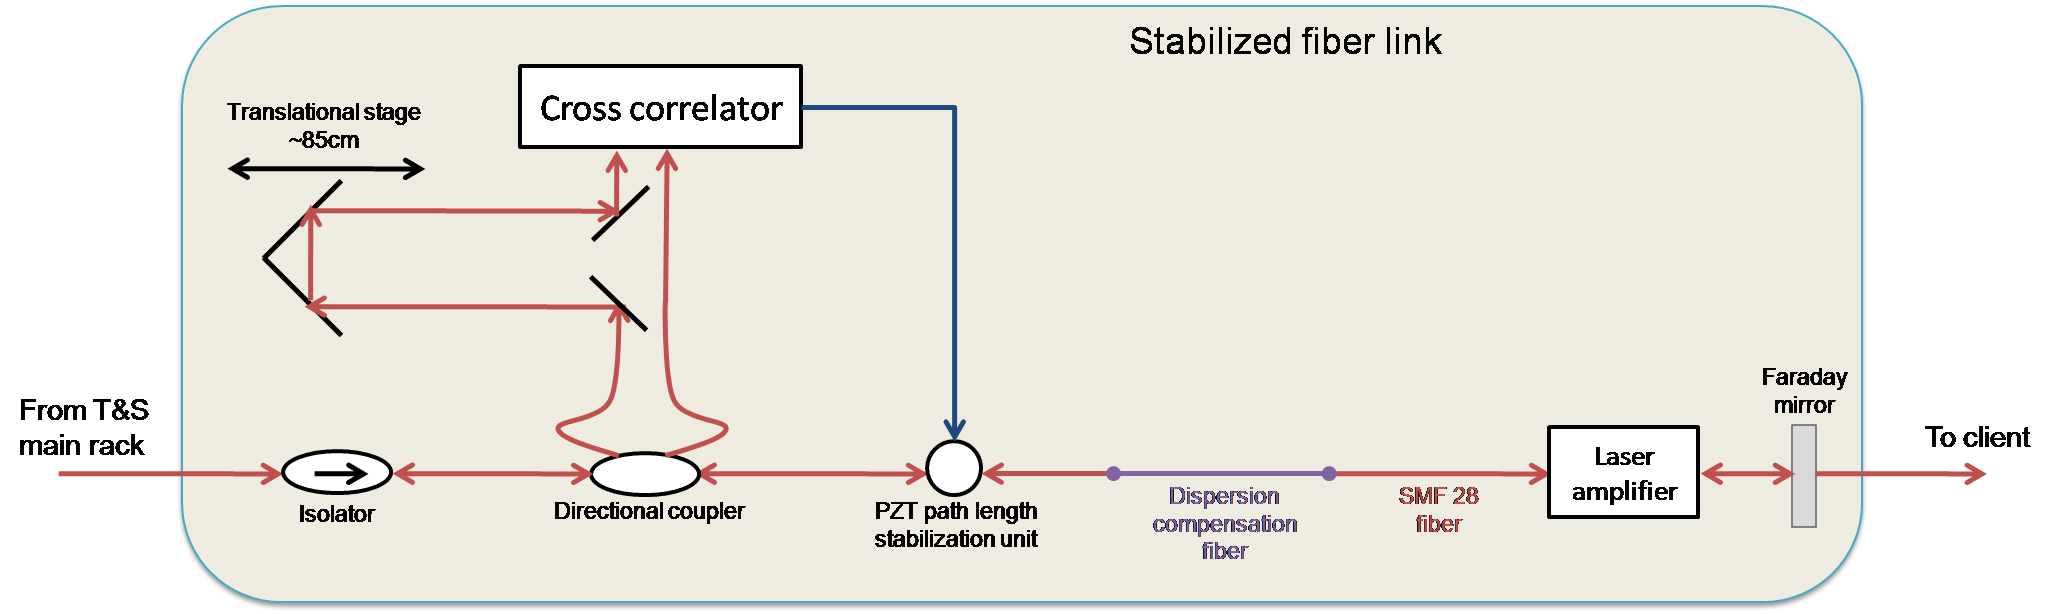 Stabilized fiber link
Translational stage
~85cm
Cross correlator
From T&S
main rack
Isolator
Directional coupler
PZT path length
stabilization unit
Dispersion
compensation
fiber
SMF 28
fiber
Laser
amplifier
Faraday
mirror
To client